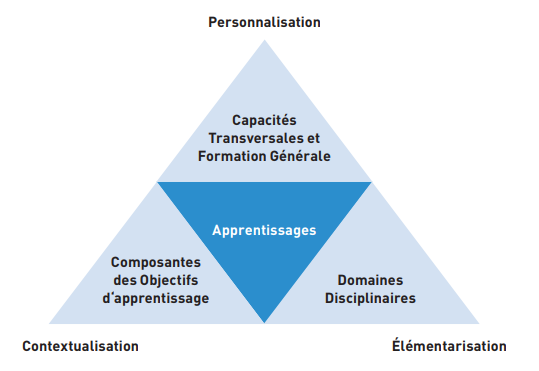 Personnalisation
Capacités
Transversales et
Formation Générale
Apprentissages
Composantes
des Objectifs
d'apprentissage
Domaines
Disciplinaires
Contextualisation
Élémentarisation